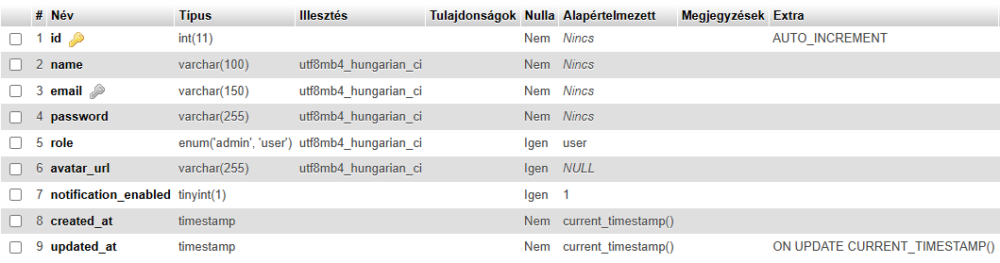 # Név Típus Illesztés Tulajdonságok Nulla Alapértelmezett Megjegyzések Extra
1 id int(11) Nem Nincs AUTO_INCREMENT
2 name varchar(100) utf8mb4_hungarian_ci Nem Nincs
3 email varchar(150) utf8mb4_hungarian_ci Nem Nincs
4 password varchar(255) utf8mb4_hungarian_ci Nem Nincs
5 role enum('admin', 'user') utf8mb4_hungarian_ci Igen user
6 avatar_url varchar(255) utf8mb4_hungarian_ci Igen NULL
7 notification_enabled tinyint(1) Igen 1
8 created_at timestamp Nem current_timestamp()
9 updated_at timestamp Nem current_timestamp() ON UPDATE CURRENT_TIMESTAMP()